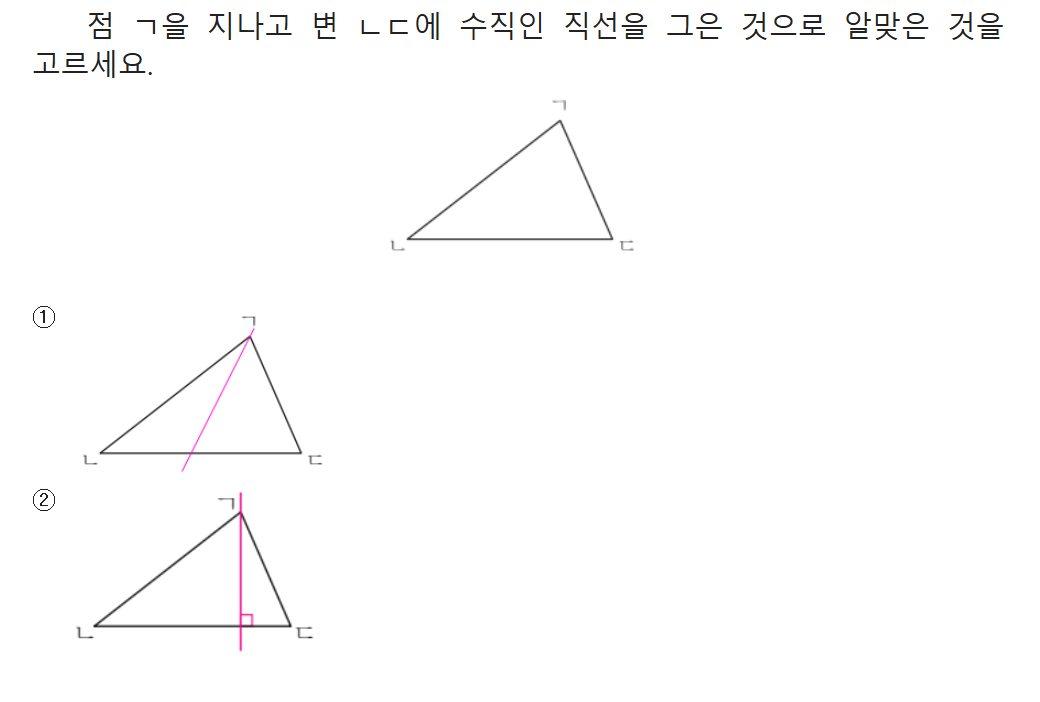 점 ㄱ을 지나고 변 ㄴㄷ에 수직인 직선을 그은 것으로 알맞은 것을
고르세요.
ㄱ
ㄴ ㄷ
①
ㄱ
ㄴ ㄷ
②
ㄱ
ㄴ ㄷ